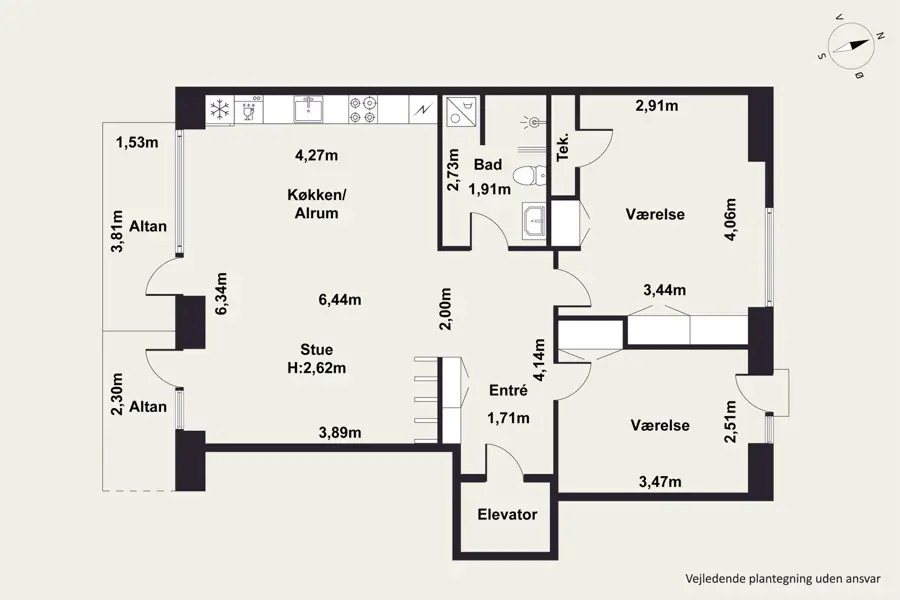 V
N
S
Ø
1,53m
3,81m
Altan
4,27m
Køkken/
Alrum
2,73m
Bad
1,91m
Tek.
2,91m
Værelse
4,06m
3,44m
6,34m
6,44m
2,00m
Stue
H:2,62m
4,14m
2,30m
Altan
3,89m
Entré
1,71m
Værelse
2,51m
3,47m
Elevator
Vejledende plantegning uden ansvar